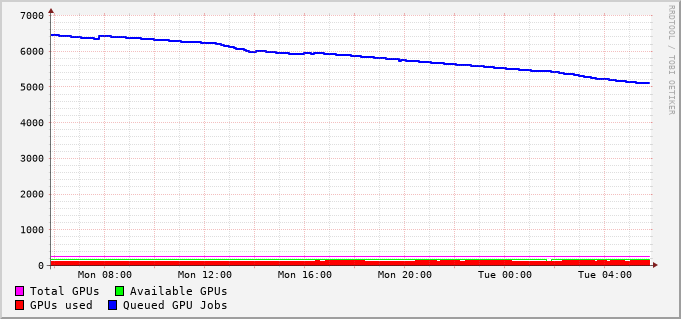 7000
6000
5000
4000
3000
2000
1000
0
Mon 08:00 Mon 12:00 Mon 16:00 Mon 20:00 Tue 00:00 Tue 04:00
Total GPUs Available GPUs
GPUs used Queued GPU Jobs
RRDTOOL / TOBI OETIKER